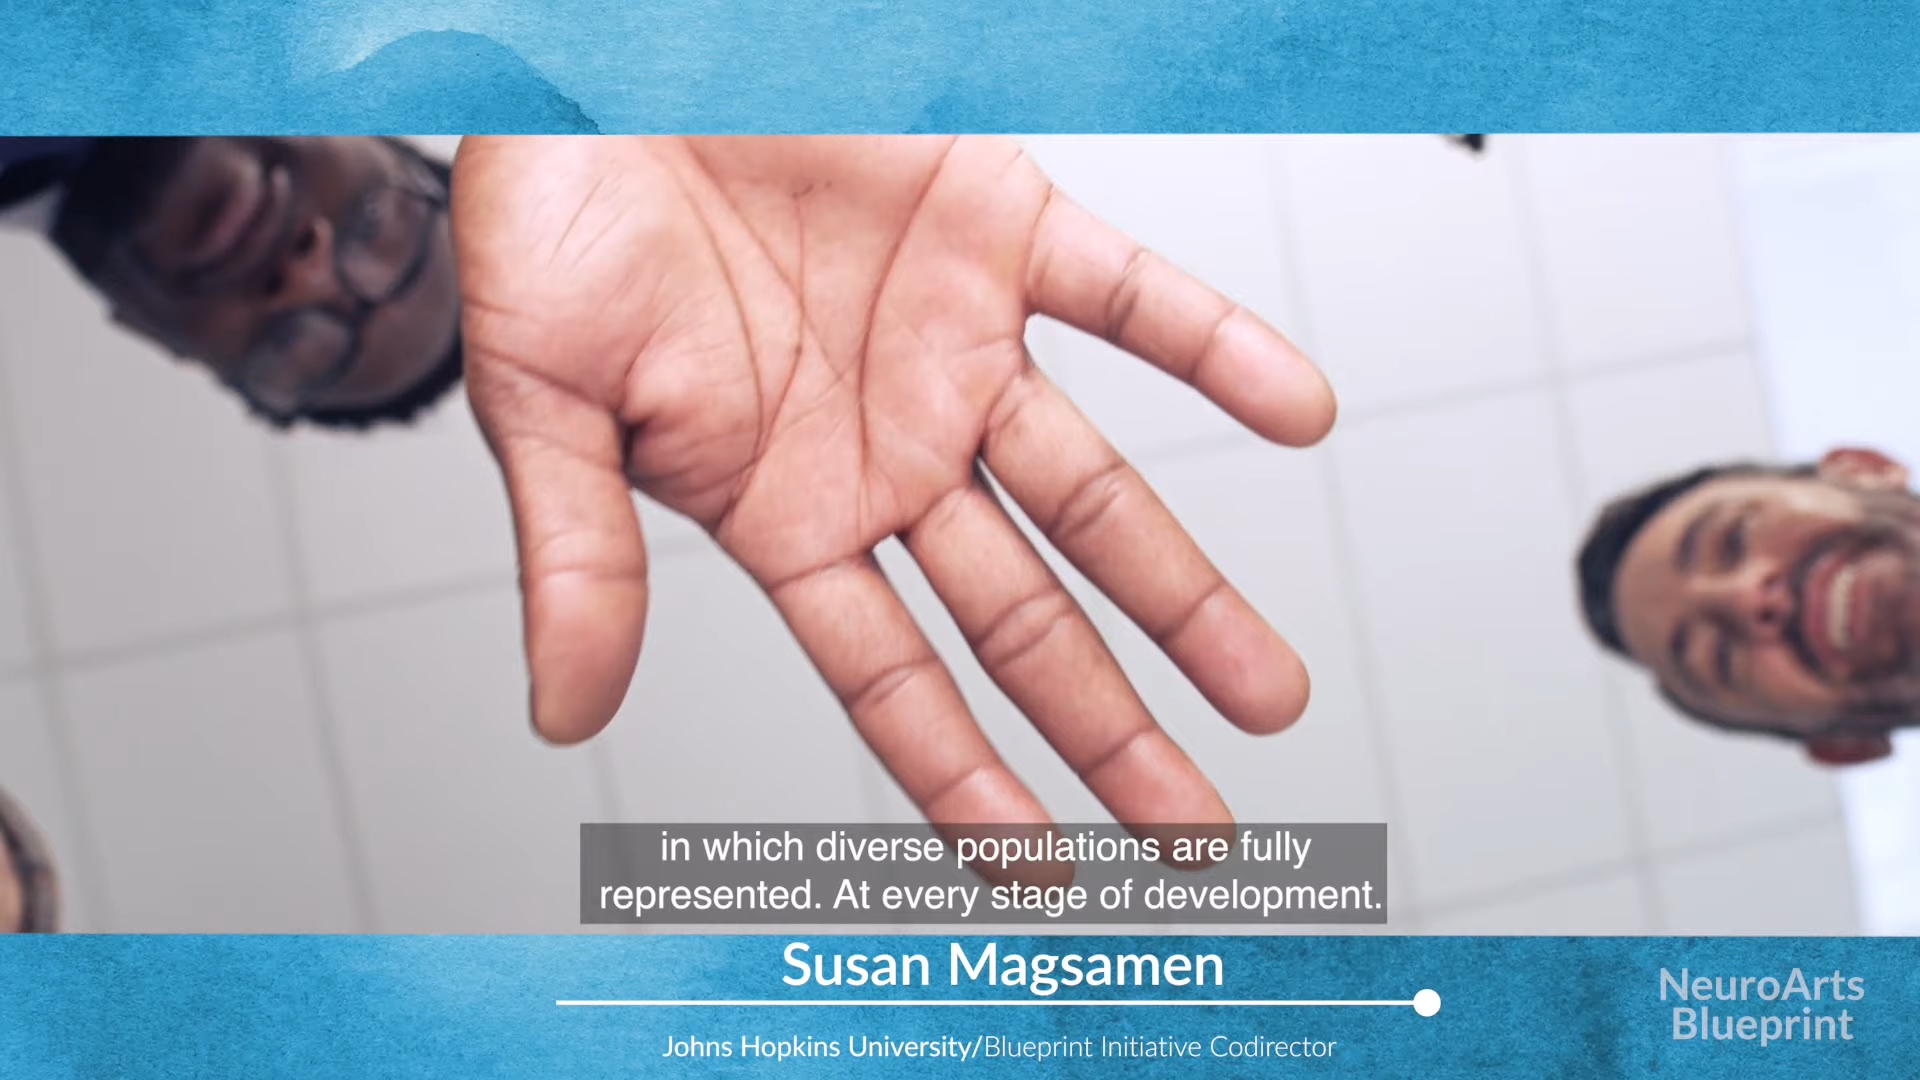 in which diverse populations are fully
represented. At every stage of development.
Susan Magsamen
Johns Hopkins University/Blueprint Initiative Codirector
NeuroArts
Blueprint